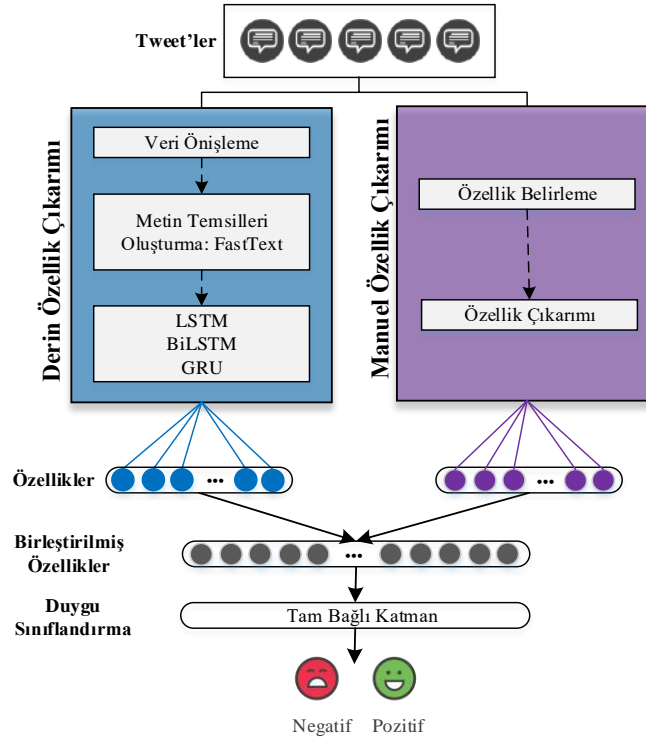 Tweet’ler
Derin Özellik Çıkarımı
Veri Önişleme
Metin Temsilleri
Oluşturma: FastText
LSTM
BiLSTM
GRU
Manuel Özellik Çıkarımı
Özellik Belirleme
Özellik Çıkarımı
Özellikler
...
...
Birleştirilmiş
Özellikler
...
Duygu
Sınıflandırma
Tam Bağlı Katman
Negatif Pozitif